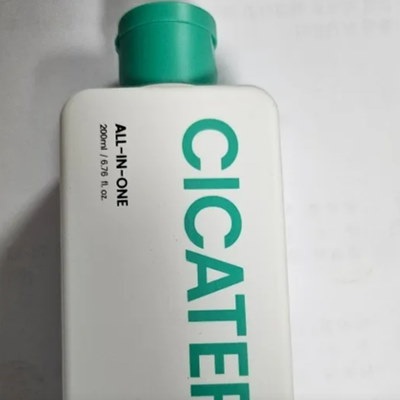 CICATER
ALL-IN-ONE
200ml / 6.76 fl. oz.